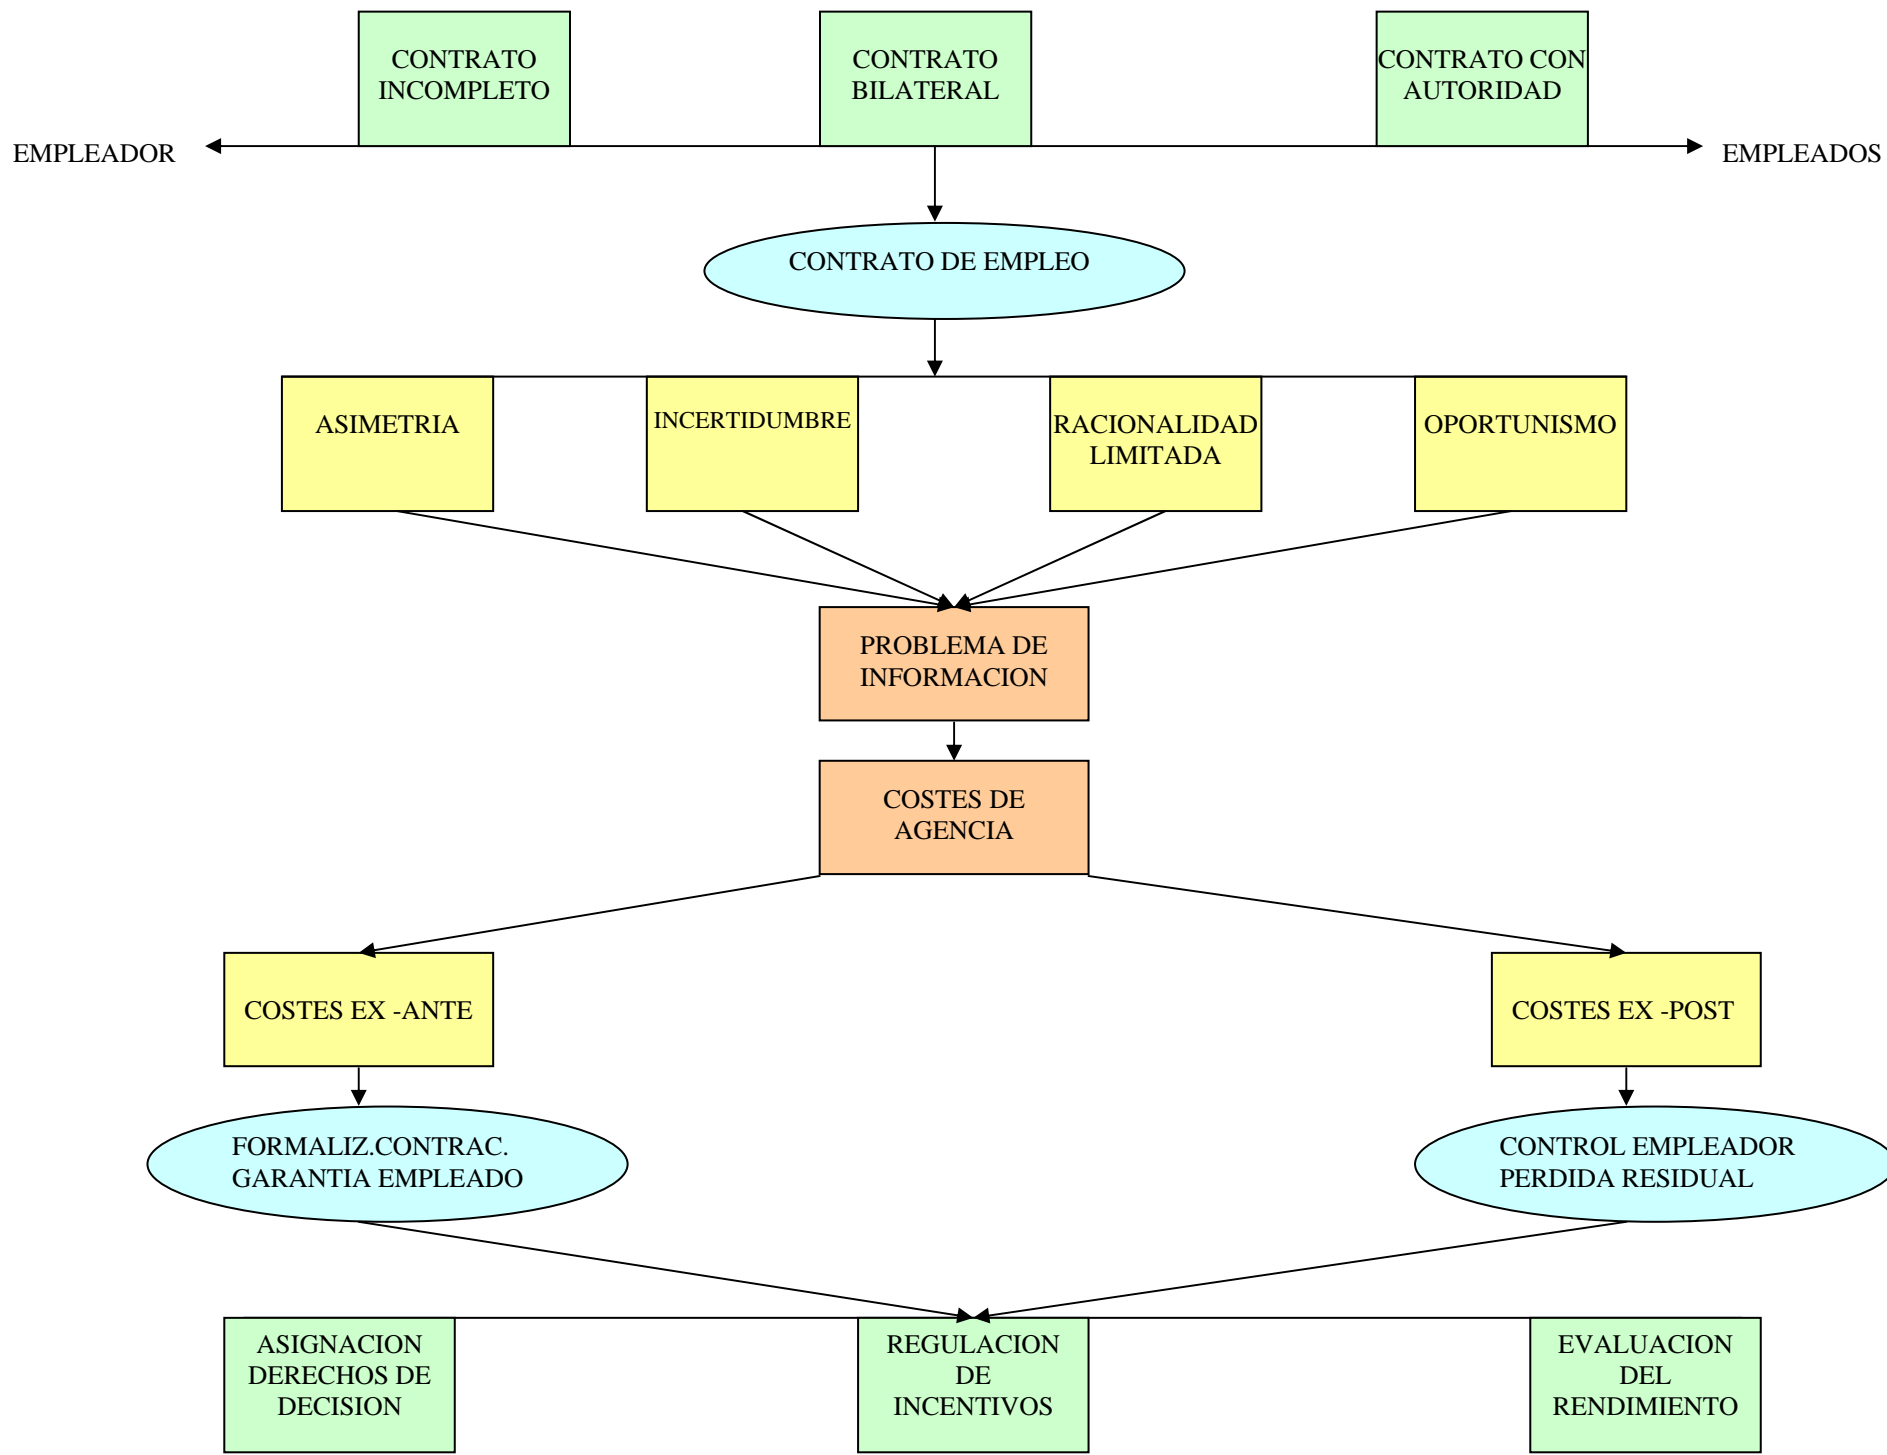 CONTRATO
INCOMPLETO
CONTRATO
BILATERAL
CONTRATO CON
AUTORIDAD
EMPLEADOR
EMPLEADOS
CONTRATO DE EMPLEO
ASIMETRIA
INCERTIDUMBRE
RACIONALIDAD
LIMITADA
OPORTUNISMO
PROBLEMA DE
INFORMACION
COSTES DE
AGENCIA
COSTES EX -ANTE
COSTES EX -POST
FORMALIZ.CONTRAC.
GARANTIA EMPLEADO
CONTROL EMPLEADOR
PERDIDA RESIDUAL
ASIGNACION
DERECHOS DE
DECISION
REGULACION
DE
INCENTIVOS
EVALUACION
DEL
RENDIMIENTO